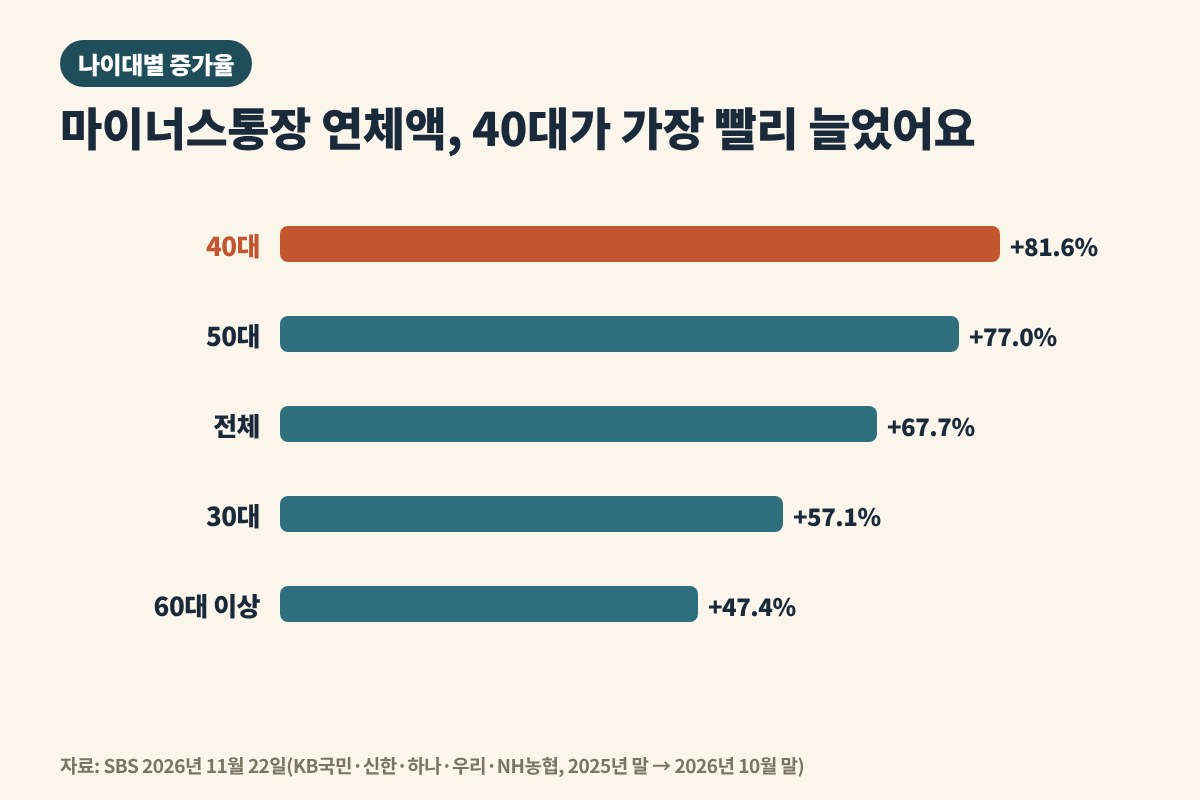 나이대별 증가율
마이너스통장 연체액, 40대가 가장 빨리 늘었어요
40대 +81.6%
50대 +77.0%
전체 +67.7%
30대 +57.1%
60대 이상 +47.4%
자료: SBS 2026년 11월 22일(KB국민·신한·하나·우리·NH농협, 2025년 말 → 2026년 10월 말)